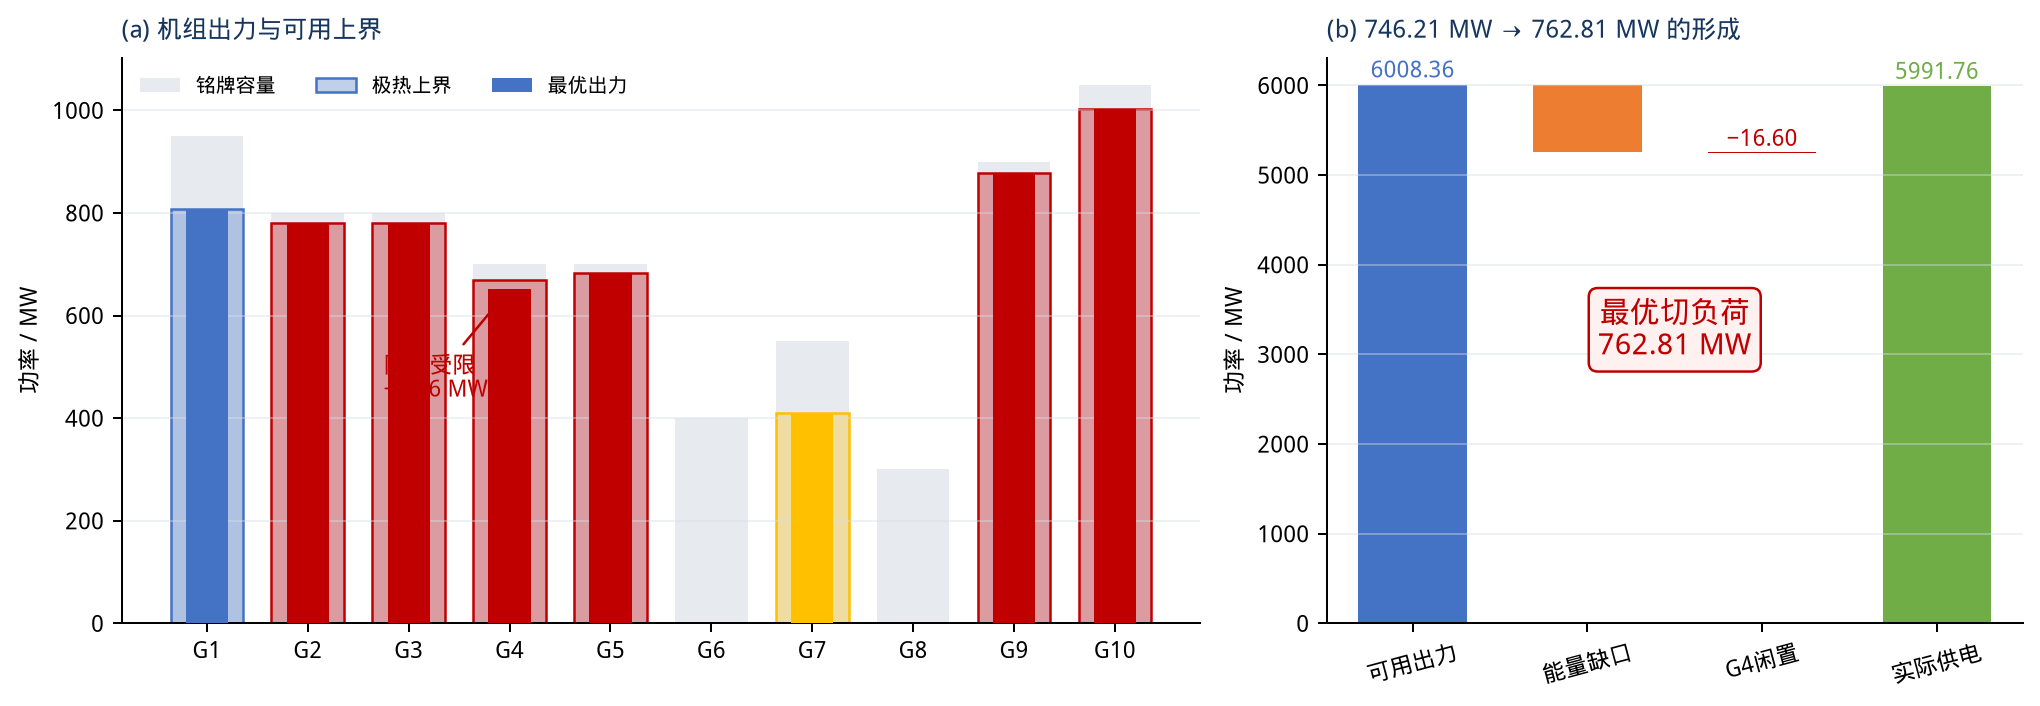 (a) 机组出力与可用上界
铭牌容量
极热上界
最优出力
功率 / MW
1000
800
600
400
200
0
受限
6 MW
G1
G2
G3
G4
G5
G6
G7
G8
G9
G10
(b) 746.21 MW → 762.81 MW 的形成
6008.36
−16.60
5991.76
功率 / MW
6000
5000
4000
3000
2000
1000
0
最优切负荷
762.81 MW
可用出力
能量缺口
G4闲置
实际供电